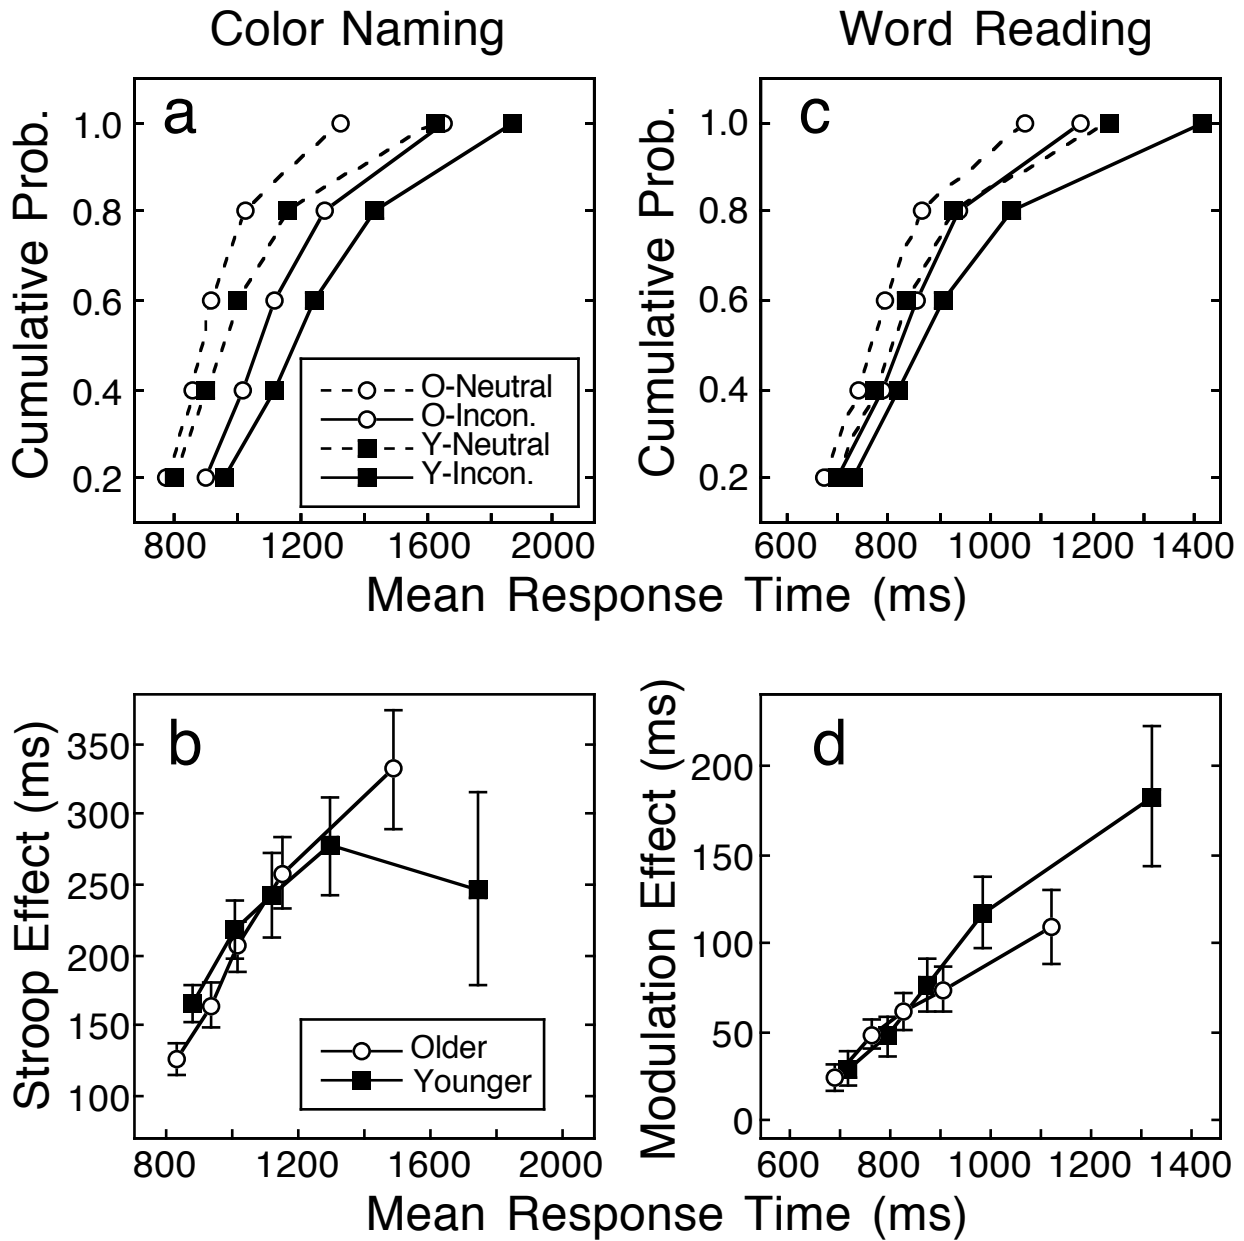 Color Naming
Word Reading
a
Cumulative Prob.
1.0
0.8
0.6
0.4
0.2
O-Neutral
O-Incon.
Y-Neutral
Y-Incon.
800 1200 1600 2000
c
Cumulative Prob.
1.0
0.8
0.6
0.4
0.2
600 800 1000 1200 1400
Mean Response Time (ms)
b
Stroop Effect (ms)
350
300
250
200
150
100
Older
Younger
800 1200 1600 2000
d
Modulation Effect (ms)
200
150
100
50
0
600 800 1000 1200 1400
Mean Response Time (ms)